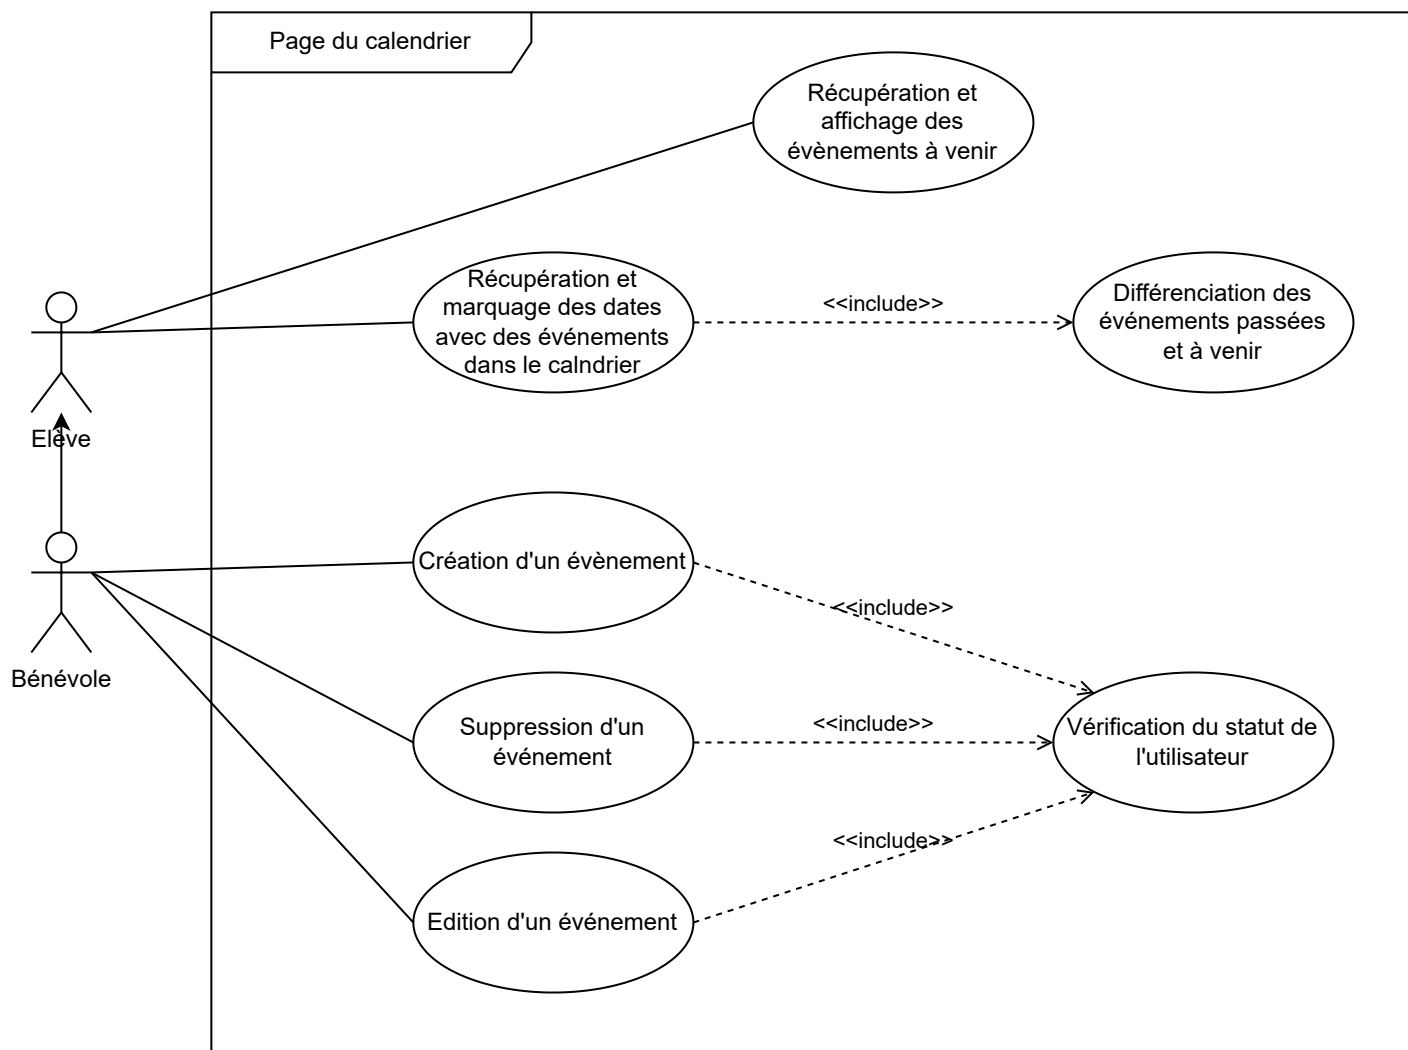 Page du calendrier
Récupération et
affichage des
évènements à venir
Récupération et
marquage des dates
avec des événements
dans le calndrier
<<include>>
Différenciation des
événements passées
et à venir
Elève
Création d'un évènement
<<include>>
Bénévole
Suppression d'un
événement
<<include>>
Vérification du statut de
l'utilisateur
<<include>>
Edition d'un événement